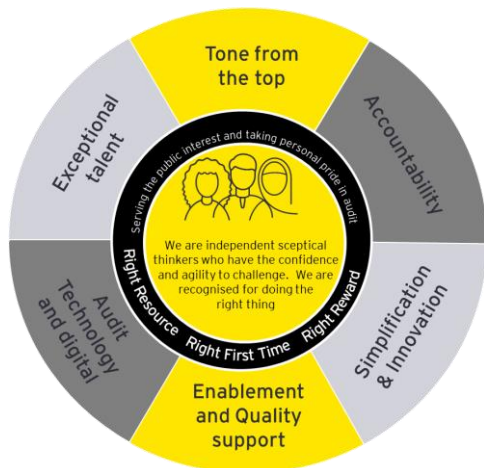 Tone from
the top
Accountability
Simplification
& Innovation
Enablement
and Quality
support
Audit
Technology
and digital
Exceptional
talent
Serving the public interest and taking personal pride in audit
We are independent sceptical
thinkers who have the confidence
and agility to challenge. We are
recognised for doing the
right thing
Right Resource Right First Time Right Reward